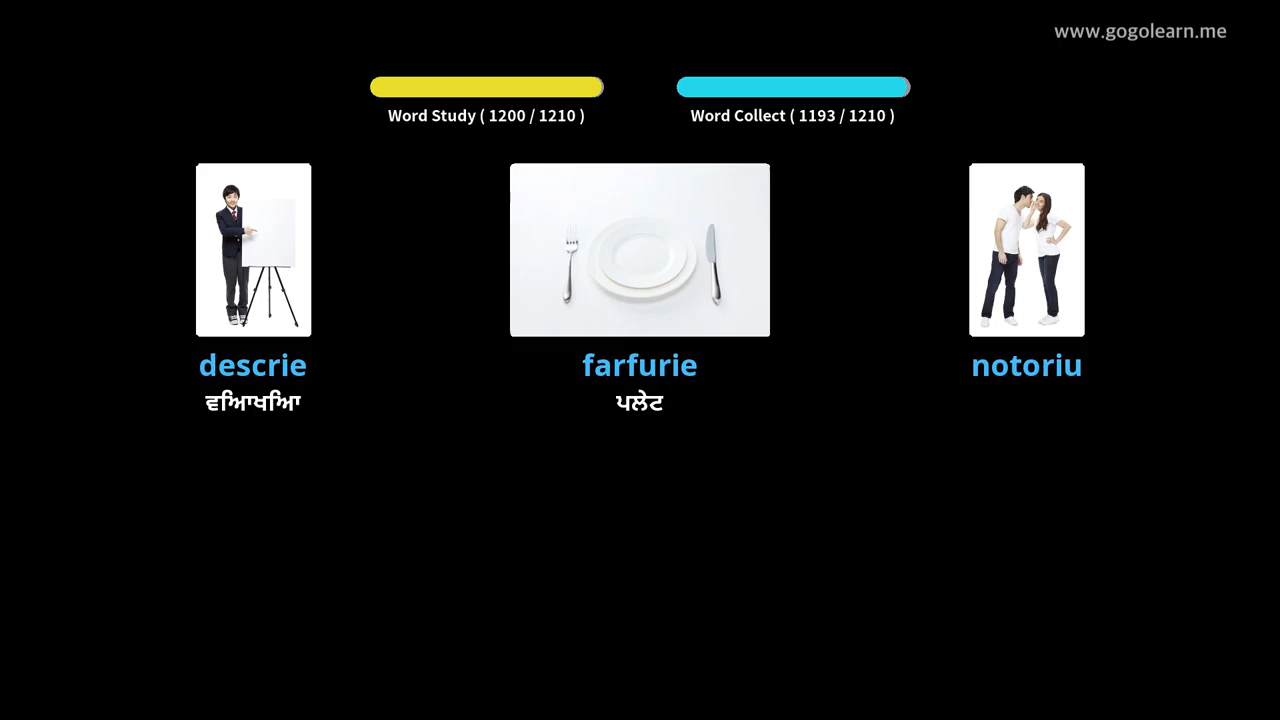 www.gogolearn.me
Word Study ( 1200 / 1210 )
Word Collect ( 1193 / 1210 )
descrie
ਵਿਆਖਿਆ
farfurie
ਪਲੇਟ
notoriu